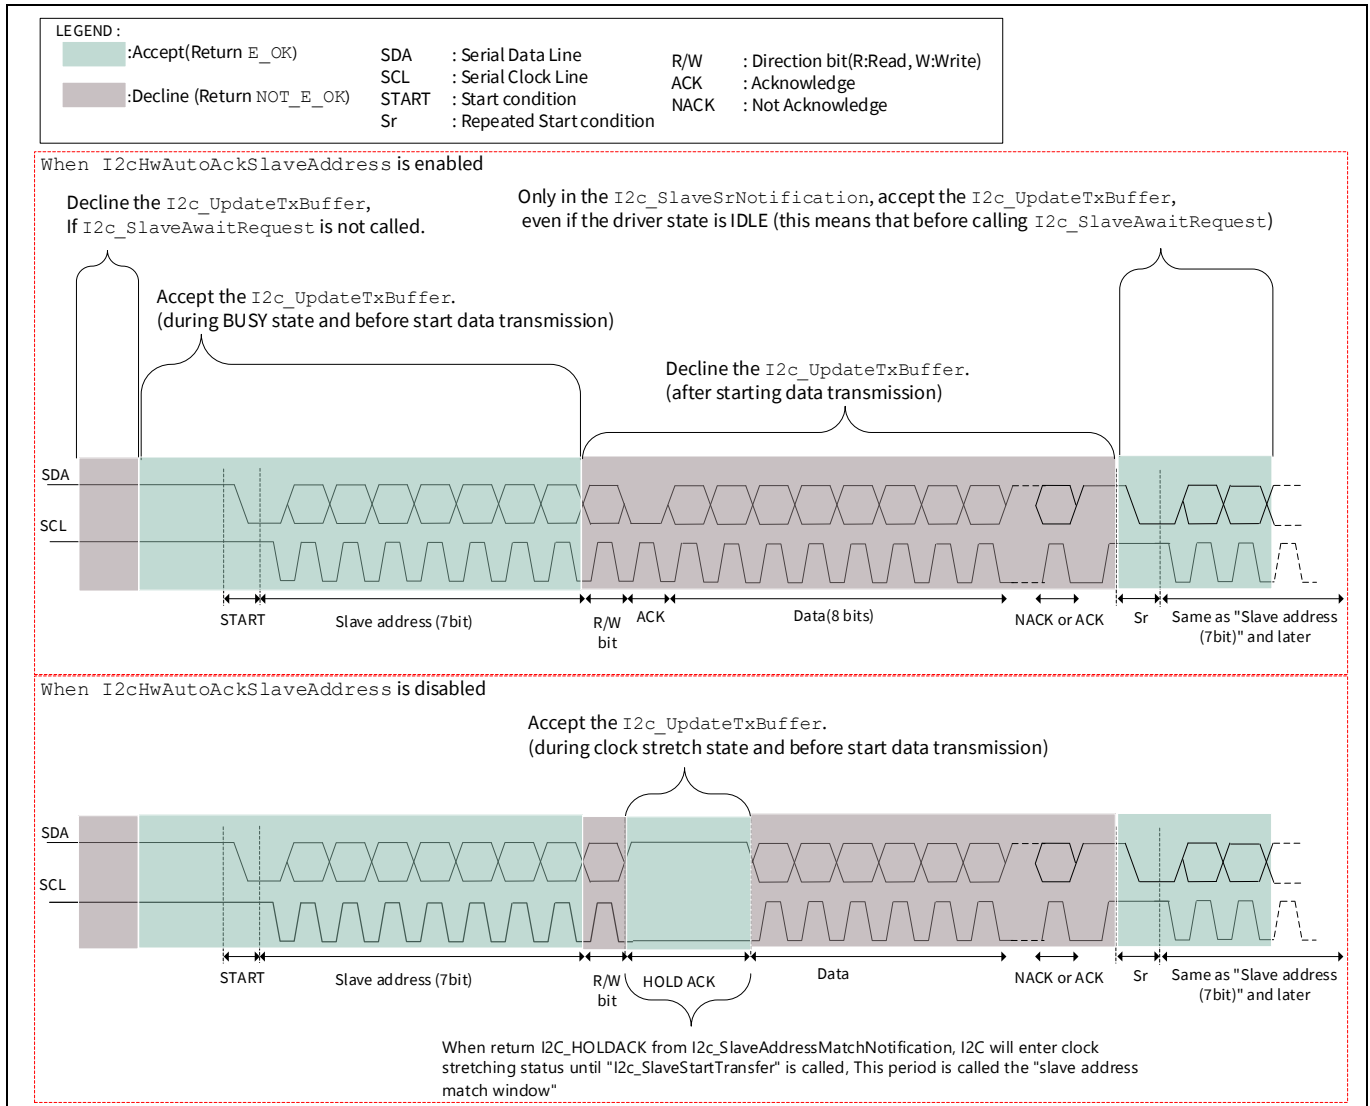 LEGEND :
:Accept(Return E_OK)
:Decline (Return NOT_E_OK)
SDA : Serial Data Line
SCL : Serial Clock Line
START : Start condition
Sr : Repeated Start condition
R/W : Direction bit(R:Read, W:Write)
ACK : Acknowledge
NACK : Not Acknowledge
When I2cHwAutoAckSlaveAddress is enabled
Decline the I2c_UpdateTxBuffer,
If I2c_SlaveAwaitRequest is not called.
Only in the I2c_SlaveSrNotification, accept the I2c_UpdateTxBuffer,
even if the driver state is IDLE (this means that before calling I2c_SlaveAwaitRequest)
Accept the I2c_UpdateTxBuffer.
(during BUSY state and before start data transmission)
Decline the I2c_UpdateTxBuffer.
(after starting data transmission)
SDA
SCL
START
Slave address (7bit)
R/W
bit
ACK
Data(8 bits)
NACK or ACK
Sr
Same as "Slave address
(7bit)" and later
When I2cHwAutoAckSlaveAddress is disabled
Accept the I2c_UpdateTxBuffer.
(during clock stretch state and before start data transmission)
SDA
SCL
START
Slave address (7bit)
R/W
bit
HOLD ACK
Data
NACK or ACK
Sr
Same as "Slave address
(7bit)" and later
When return I2C_HOLDACK from I2c_SlaveAddressMatchNotification, I2C will enter clock
stretching status until "I2c_SlaveStartTransfer" is called, This period is called the "slave address
match window"